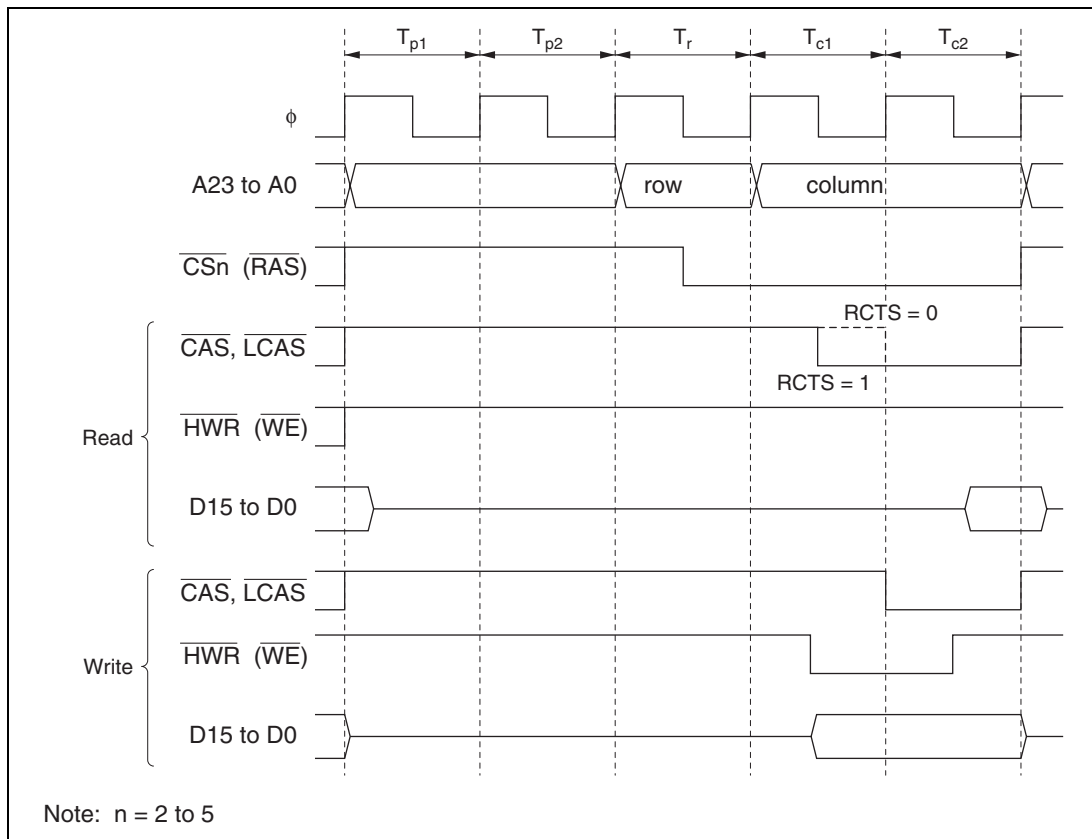 Tp1 Tp2 Tr Tc1 Tc2
ϕ
A23 to A0 row column
CSn (RAS)
RCTS = 0
CAS, LCAS
RCTS = 1
HWR (WE)
Read
D15 to D0
CAS, LCAS
HWR (WE)
Write
D15 to D0
Note: n = 2 to 5